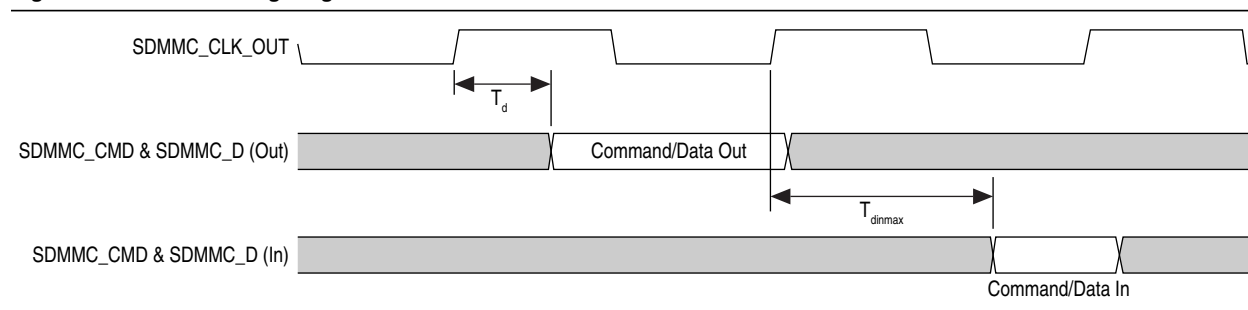 SDMMC_CLK_OUT
Td
SDMMC_CMD & SDMMC_D (Out)
Command/Data Out
Tdinmax
SDMMC_CMD & SDMMC_D (In)
Command/Data In